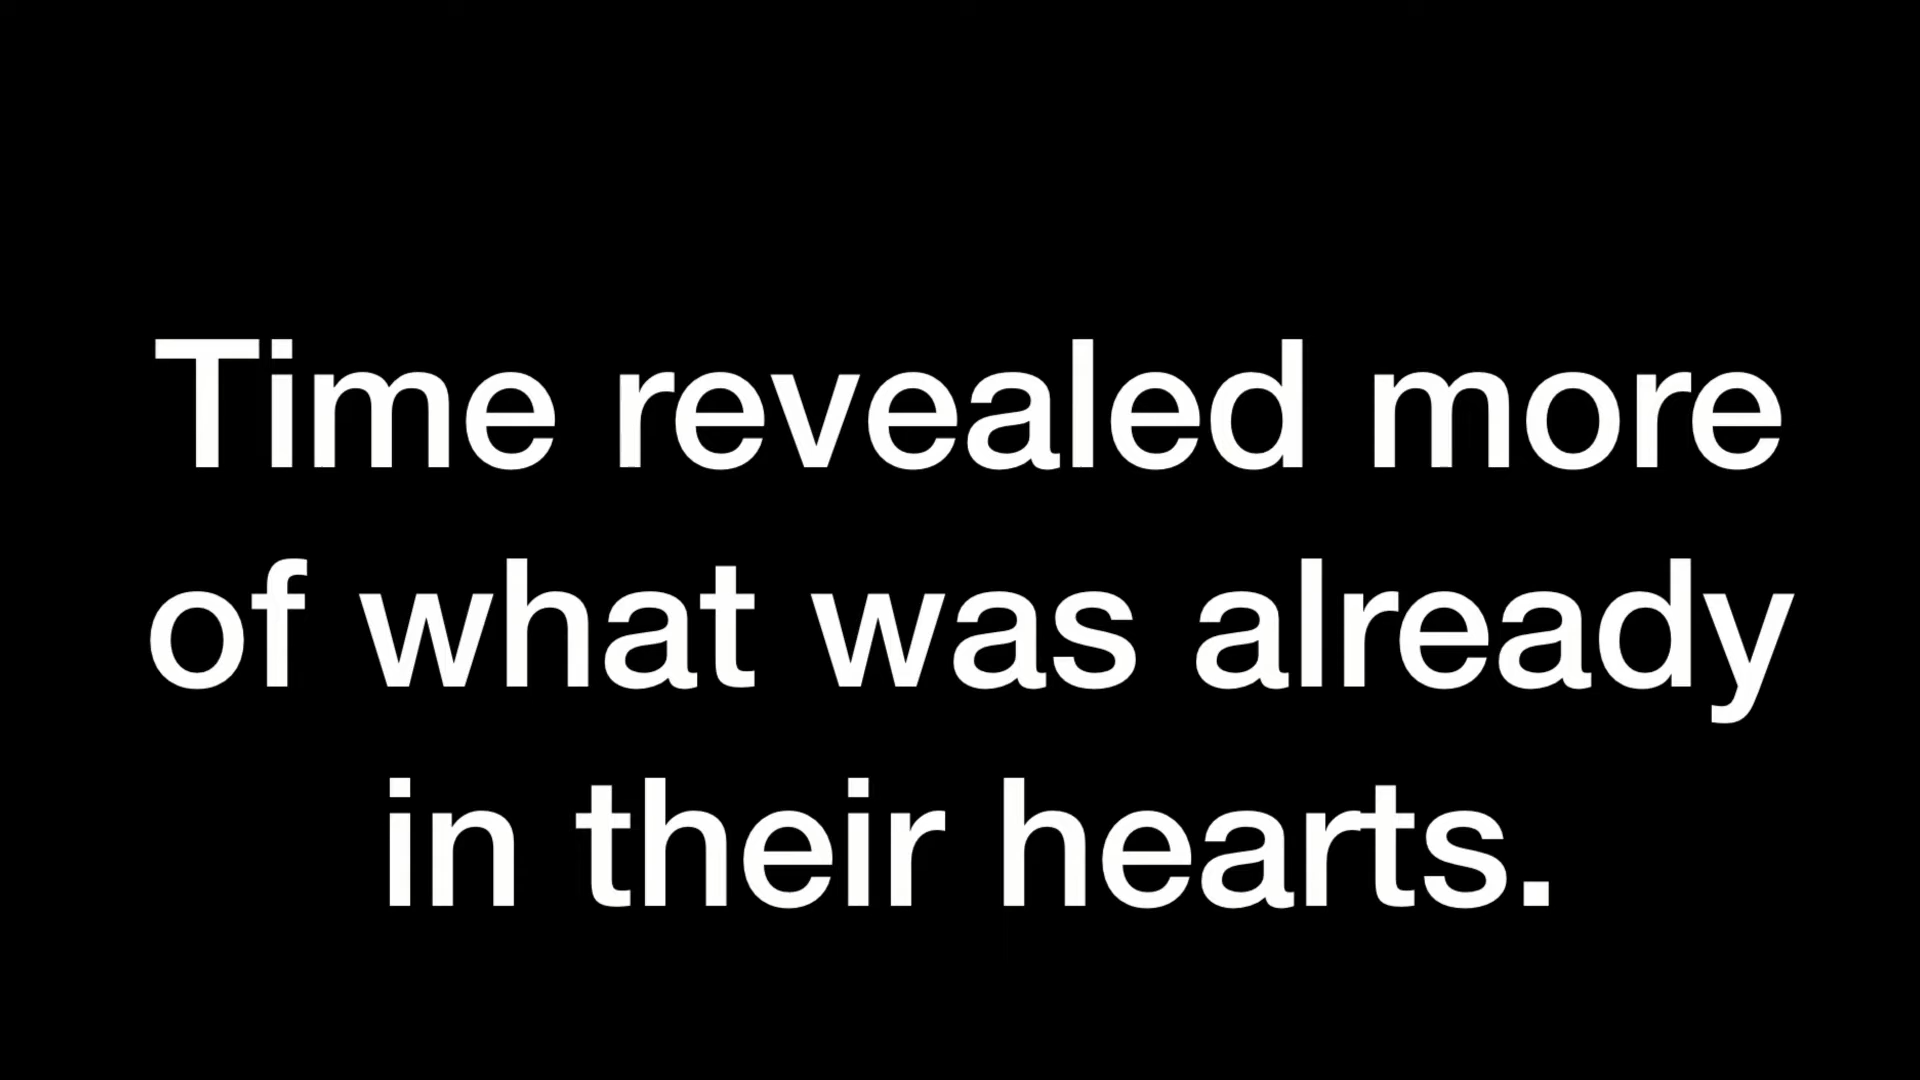 Time revealed more
of what was already
in their hearts.